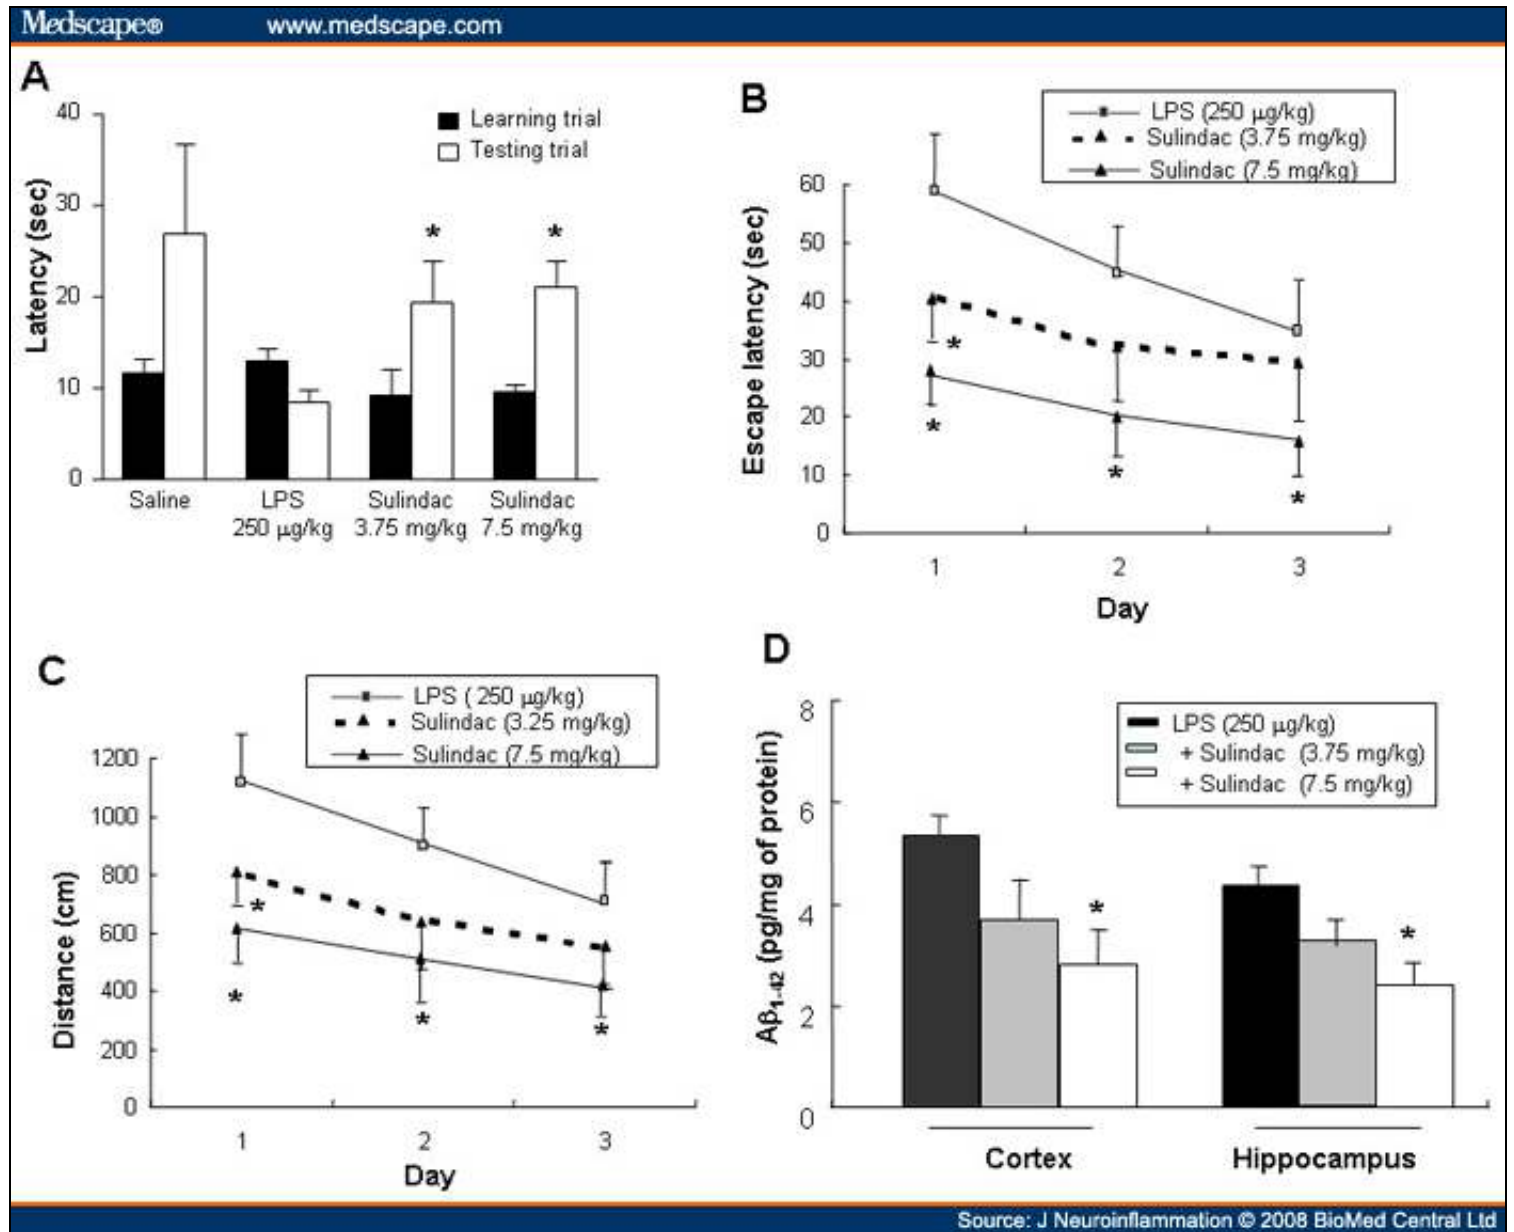 Medscape® www.medscape.com
A
40
30
20
10
0
Latency (sec)
Learning trial
Testing trial
*
*
Saline
LPS
250 µg/kg
Sulindac
3.75 mg/kg
Sulindac
7.5 mg/kg
B
LPS (250 µg/kg)
Sulindac (3.75 mg/kg)
Sulindac (7.5 mg/kg)
60
50
40
30
20
10
0
Escape latency (sec)
*
*
*
*
1 2 3
Day
C
LPS ( 250 µg/kg)
Sulindac (3.25 mg/kg)
Sulindac (7.5 mg/kg)
1200
1000
800
600
400
200
0
Distance (cm)
*
*
*
*
1 2 3
Day
D
LPS (250 µg/kg)
+ Sulindac (3.75 mg/kg)
+ Sulindac (7.5 mg/kg)
8
6
4
2
0
Aβ1-42 (pg/mg of protein)
*
*
Cortex Hippocampus
Source: J Neuroinflammation © 2008 BioMed Central Ltd